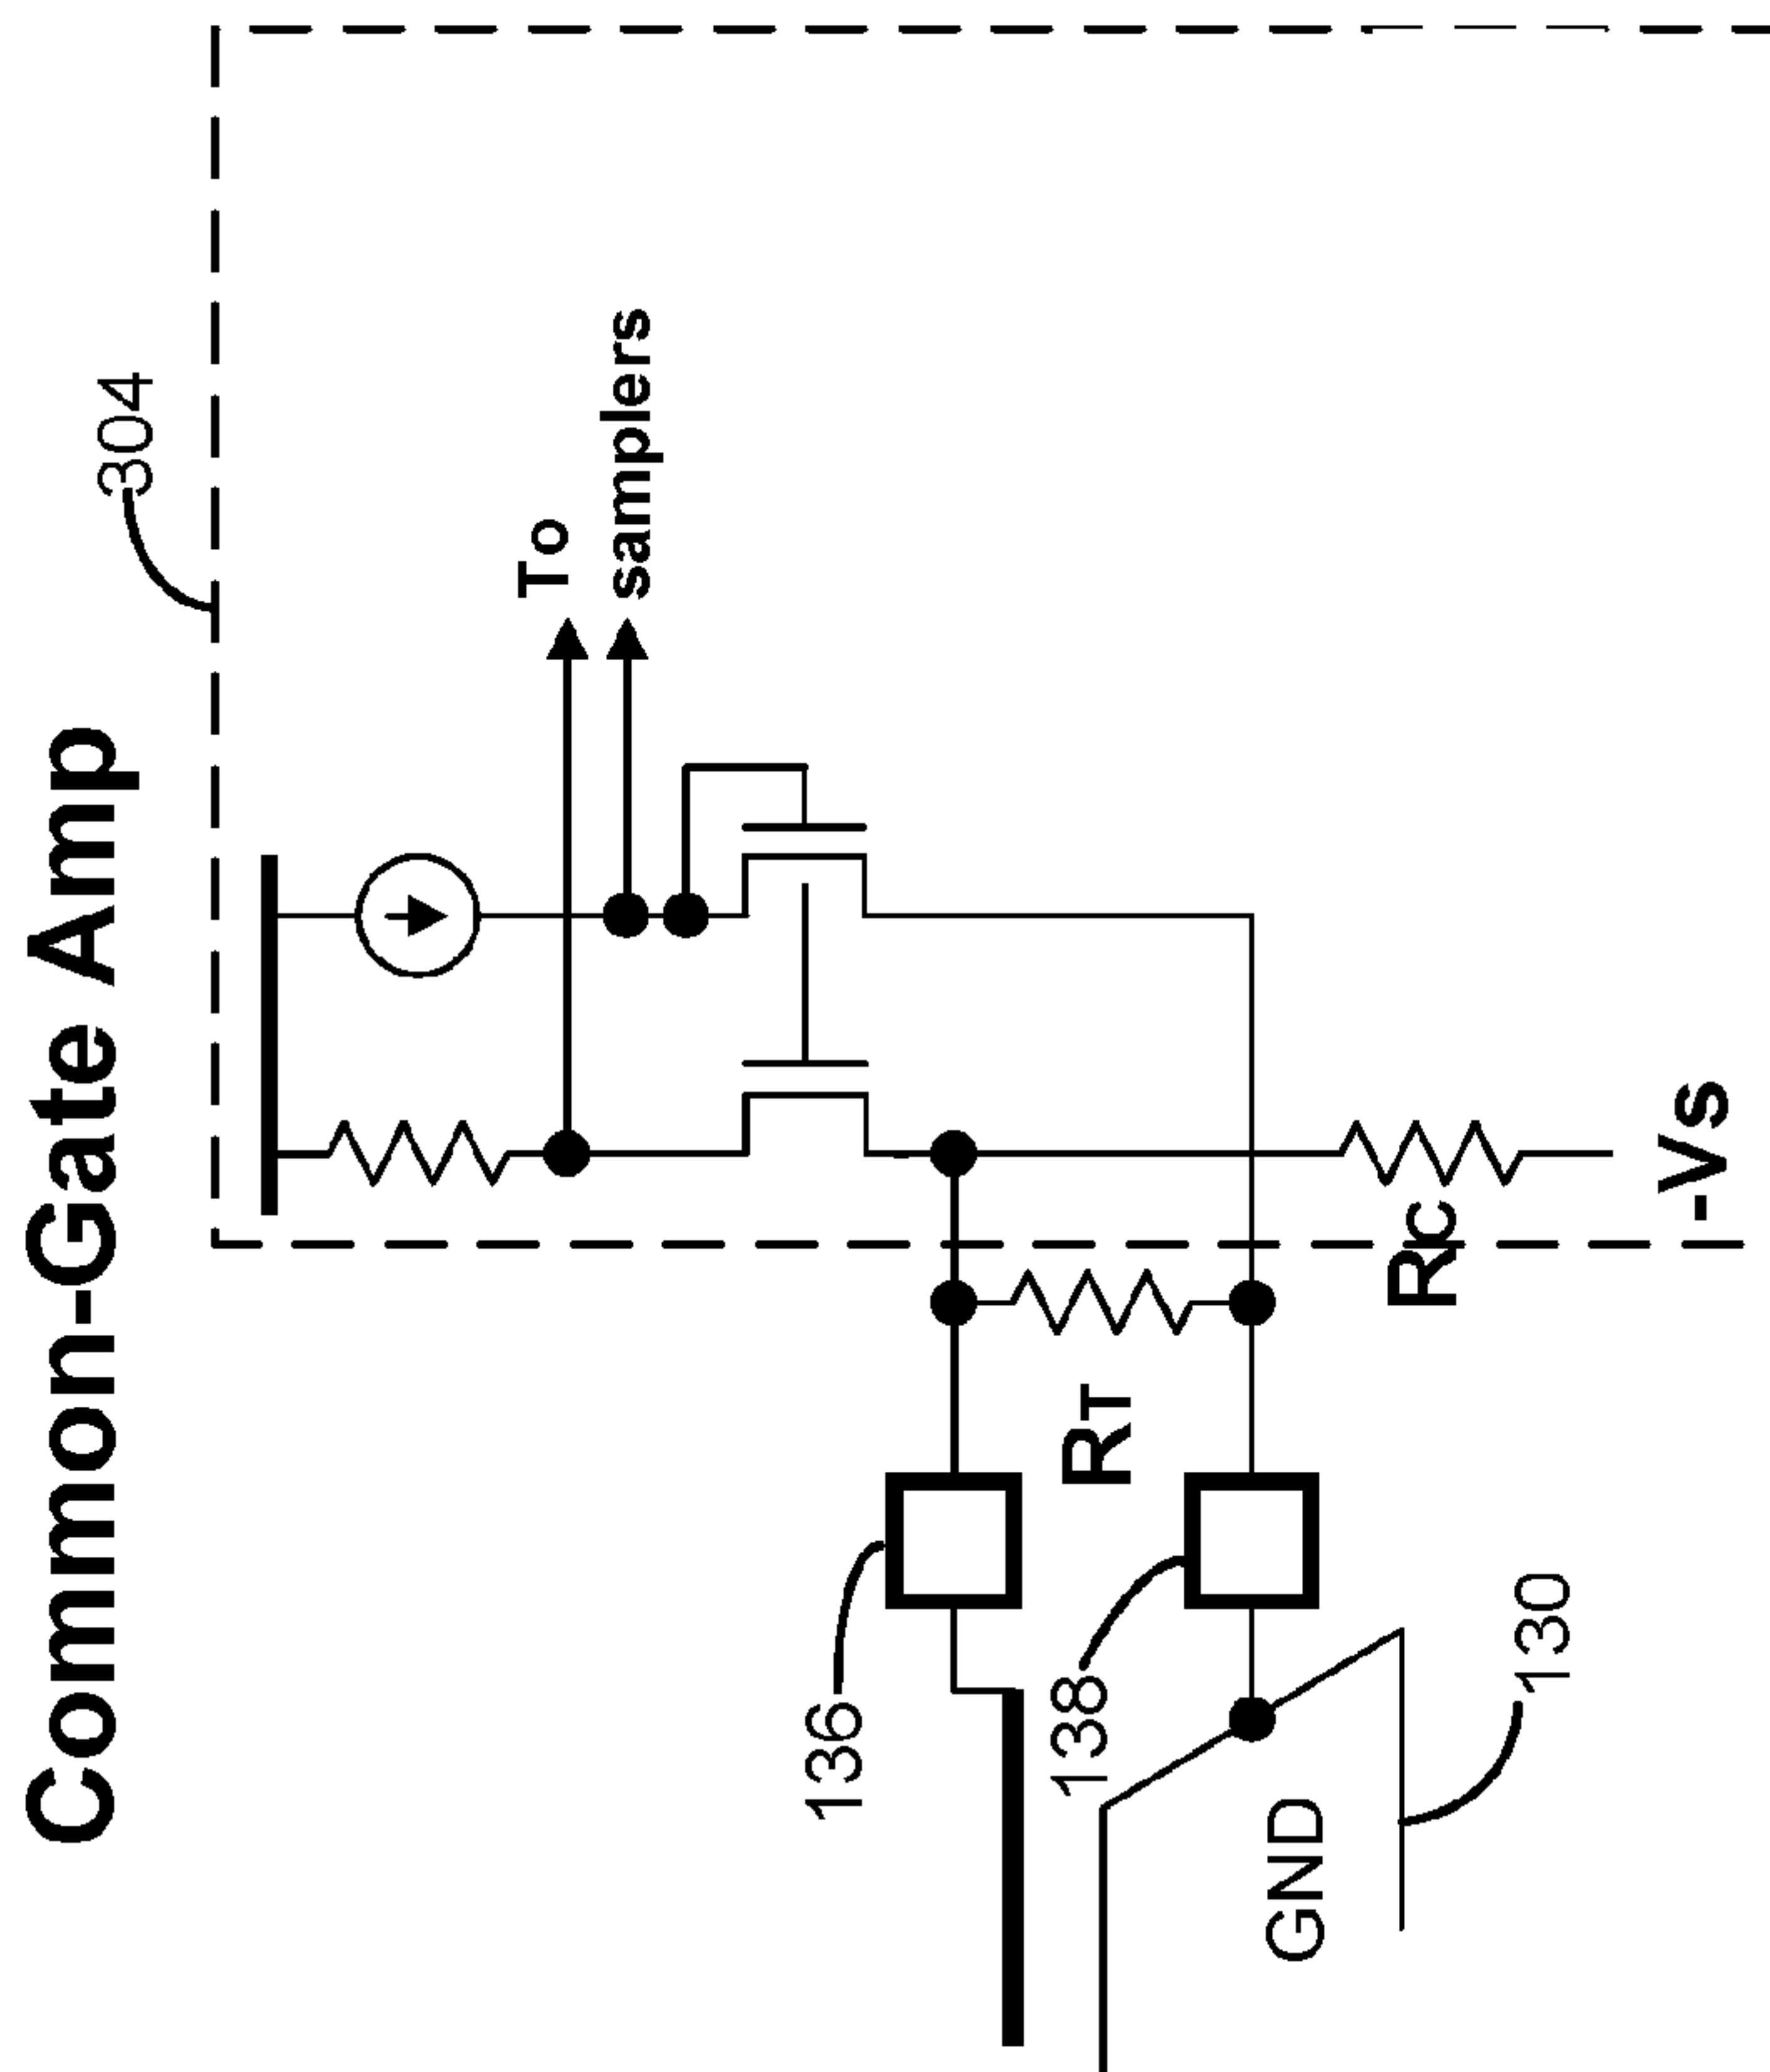 Common-Gate Amp
304
To
samplers
136
RT
138
GND
130
RC
-Vs